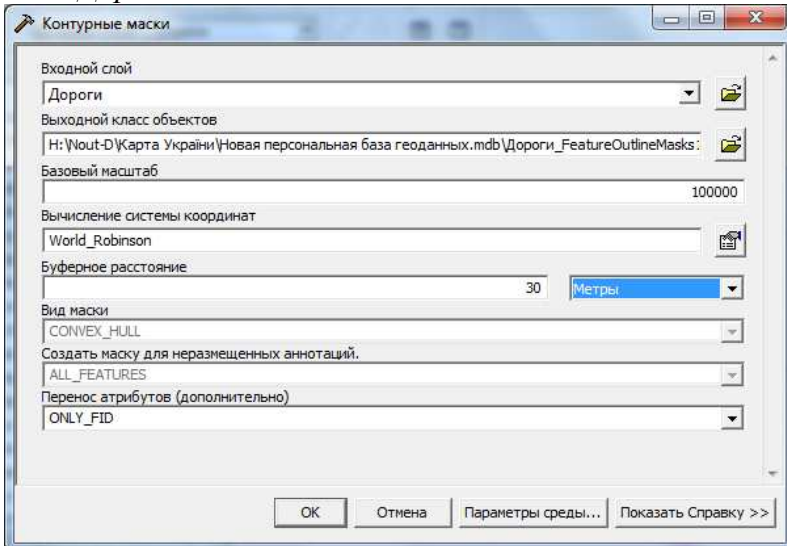 Контурные маски
Входной слой
Дороги
Выходной класс объектов
H:\Nout-D\Карта України\Новая персональная база геоданных.mdb\Дороги_FeatureOutlineMasks
Базовый масштаб
100000
Вычисление системы координат
World_Robinson
Буферное расстояние
30 Метры
Вид маски
CONVEX_HULL
Создать маску для неразмещенных аннотаций.
ALL_FEATURES
Перенос атрибутов (дополнительно)
ONLY_FID
OK Отмена Параметры среды... Показать Справку >>